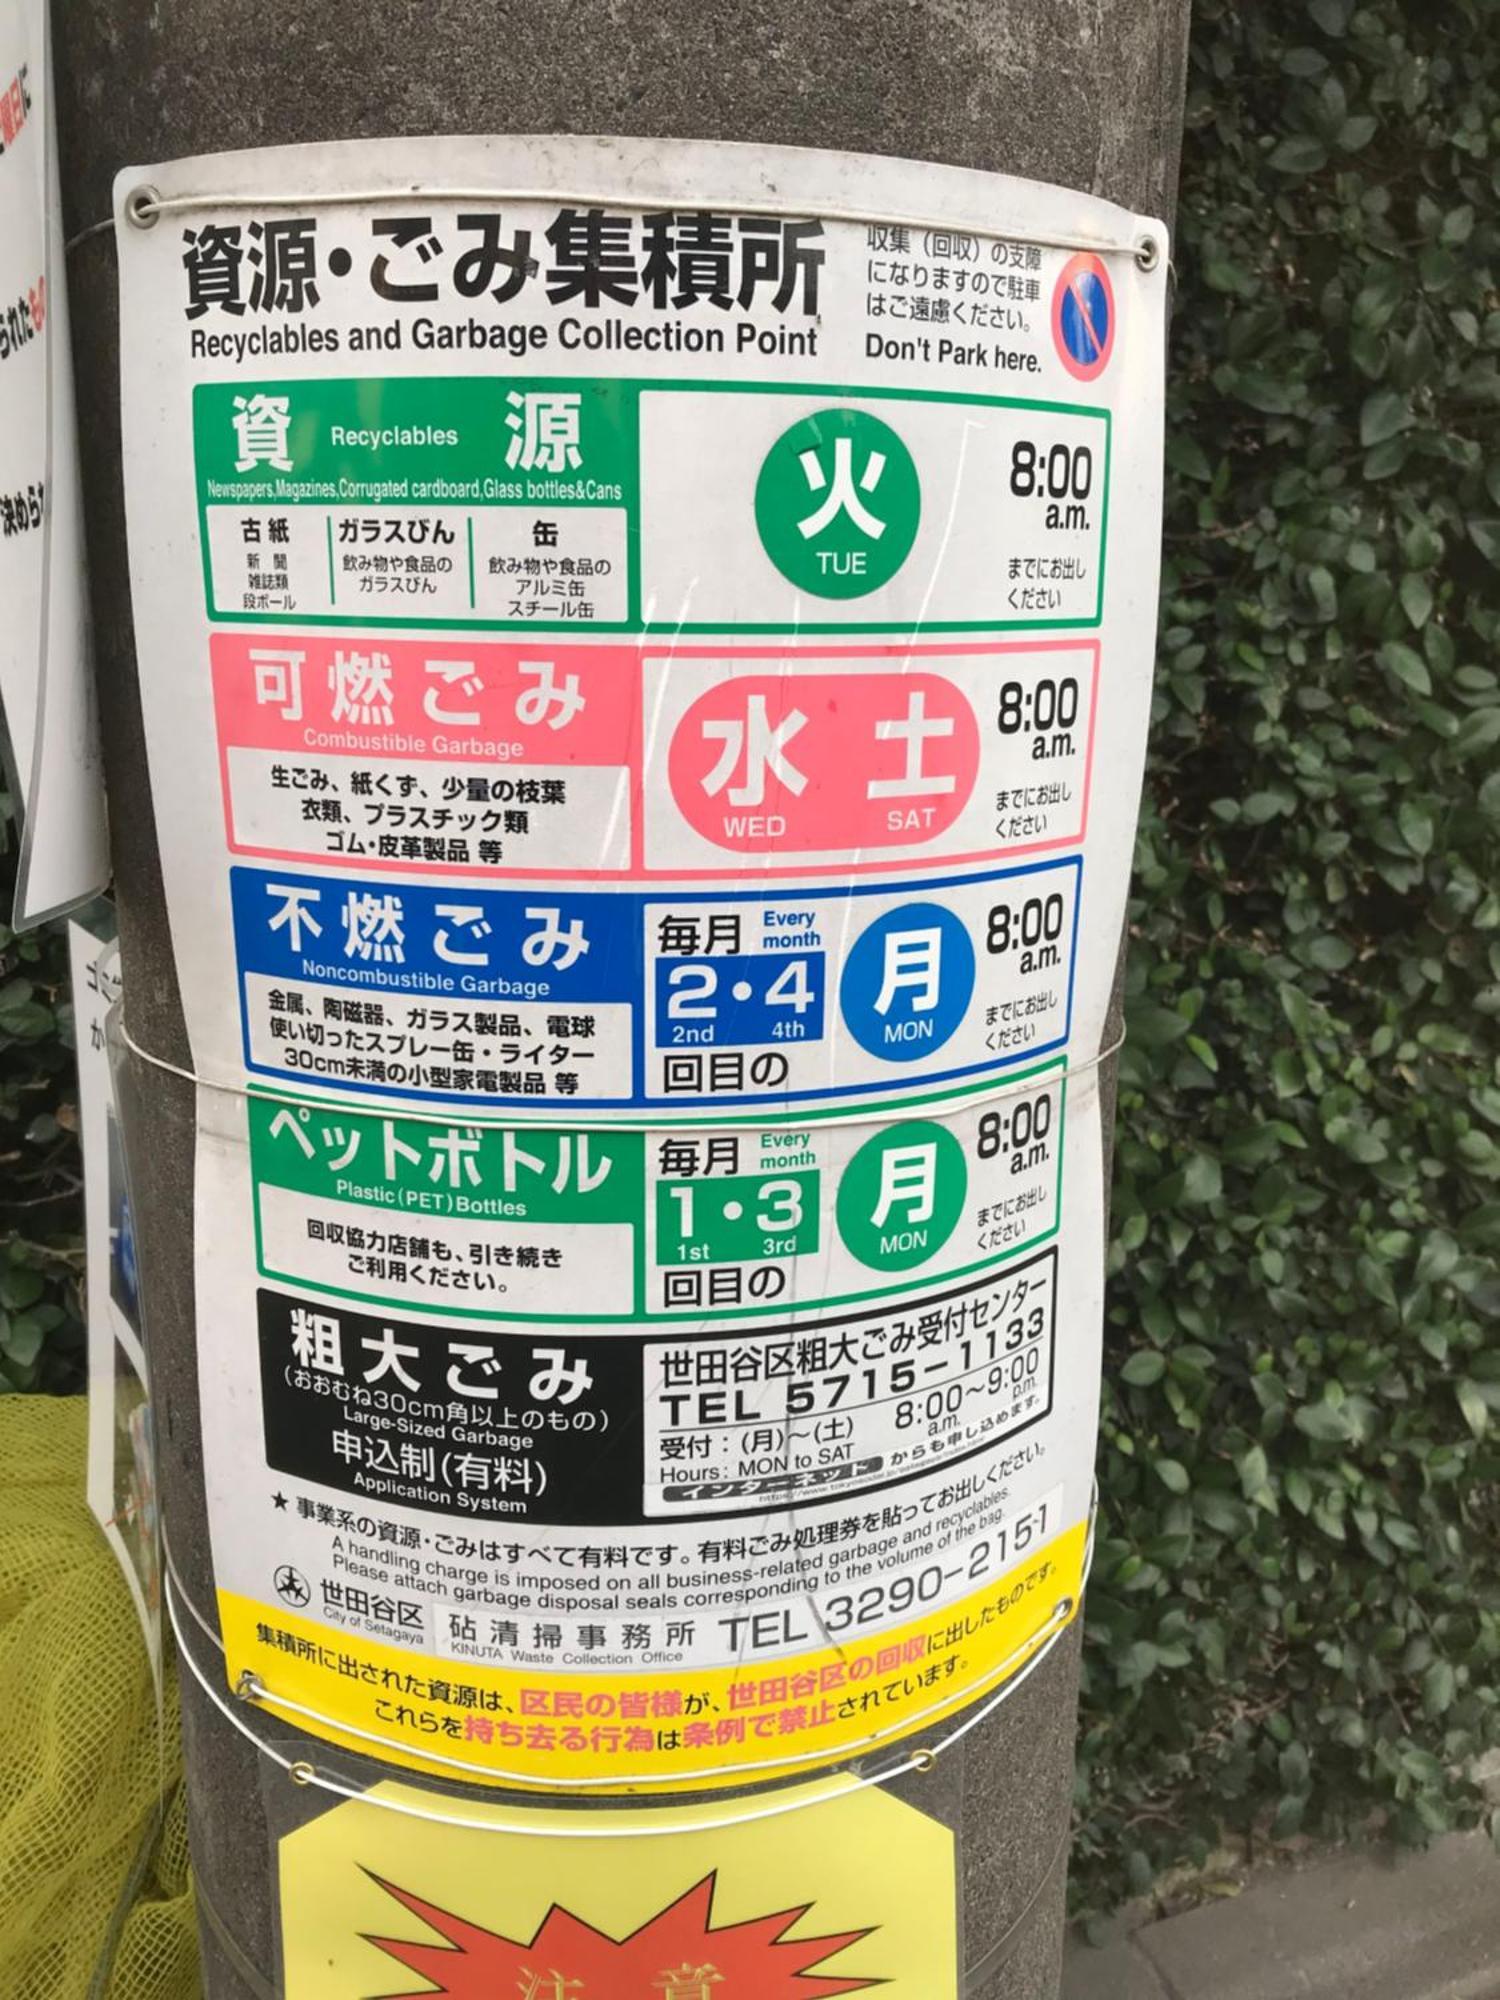 資源・ごみ集積所
Recyclables and Garbage Collection Point
収集（回収）の支障
になりますので駐車
はご遠慮ください。
Don't Park here.
資 Recyclables 源
Newspapers,Magazines,Corrugated cardboard,Glass bottles&Cans
古紙
新聞
雑誌類
段ボール
ガラスびん
飲み物や食品の
ガラスびん
缶
飲み物や食品の
アルミ缶
スチール缶
火
TUE
8:00
a.m.
までにお出し
ください
可燃ごみ
Combustible Garbage
生ごみ、紙くず、少量の枝葉
衣類、プラスチック類
ゴム・皮革製品 等
水 土
WED SAT
8:00
a.m.
までにお出し
ください
不燃ごみ
Noncombustible Garbage
金属、陶磁器、ガラス製品、電球
使い切ったスプレー缶・ライター
30cm未満の小型家電製品 等
毎月 Every month
2・4
2nd 4th
回目の
月
MON
8:00
a.m.
までにお出し
ください
ペットボトル
Plastic(PET)Bottles
回収協力店舗も、引き続き
ご利用ください。
毎月 Every month
1・3
1st 3rd
回目の
月
MON
8:00
a.m.
までにお出し
ください
粗大ごみ
(おおむね30cm角以上のもの)
Large-Sized Garbage
申込制(有料)
Application System
世田谷区粗大ごみ受付センター
TEL 5715-1133
受付：(月)〜(土) 8:00〜9:00
Hours: MON to SAT a.m. p.m.
インターネット からも申し込めます。
★ 事業系の資源・ごみはすべて有料です。有料ごみ処理券を貼ってお出しください。
A handling charge is imposed on all business-related garbage and recyclables.
Please attach garbage disposal seals corresponding to the volume of the bag.
世田谷区
City of Setagaya
砧清掃事務所 TEL 3290-2151
KINUTA Waste Collection Office
集積所に出された資源は、区民の皆様が、世田谷区の回収に出したものです。
これらを持ち去る行為は条例で禁止されています。
注意